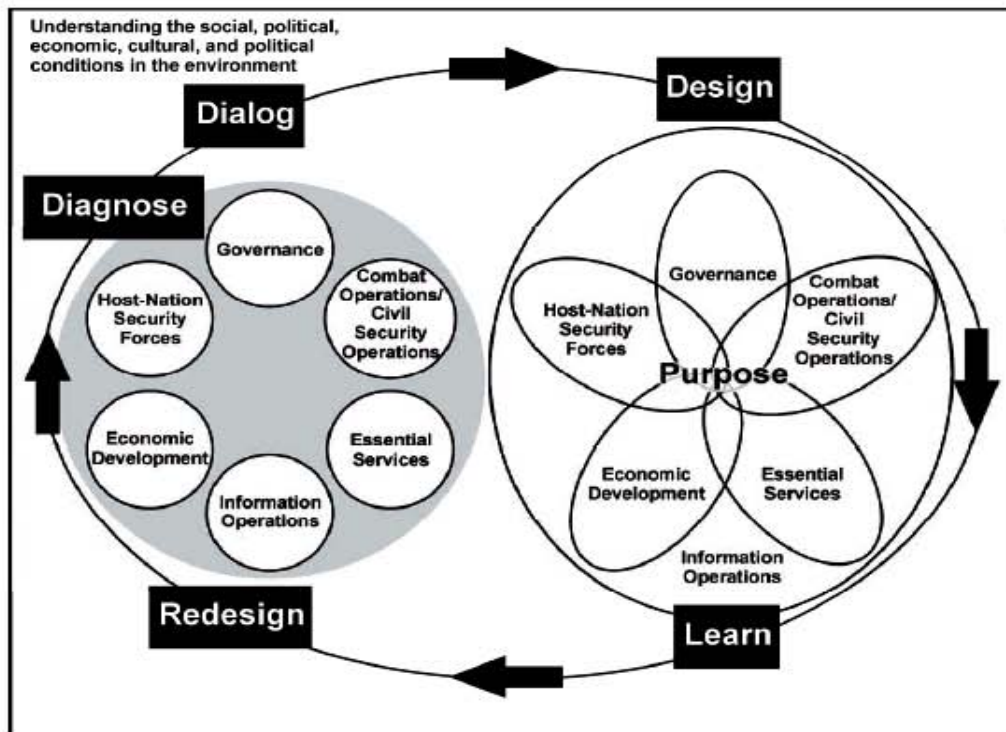 Understanding the social, political,
economic, cultural, and political
conditions in the environment
Dialog
Design
Diagnose
Governance
Host-Nation
Security
Forces
Combat
Operations/
Civil
Security
Operations
Economic
Development
Essential
Services
Information
Operations
Governance
Host-Nation
Security
Forces
Combat
Operations/
Civil
Security
Operations
Purpose
Economic
Development
Essential
Services
Information
Operations
Redesign
Learn